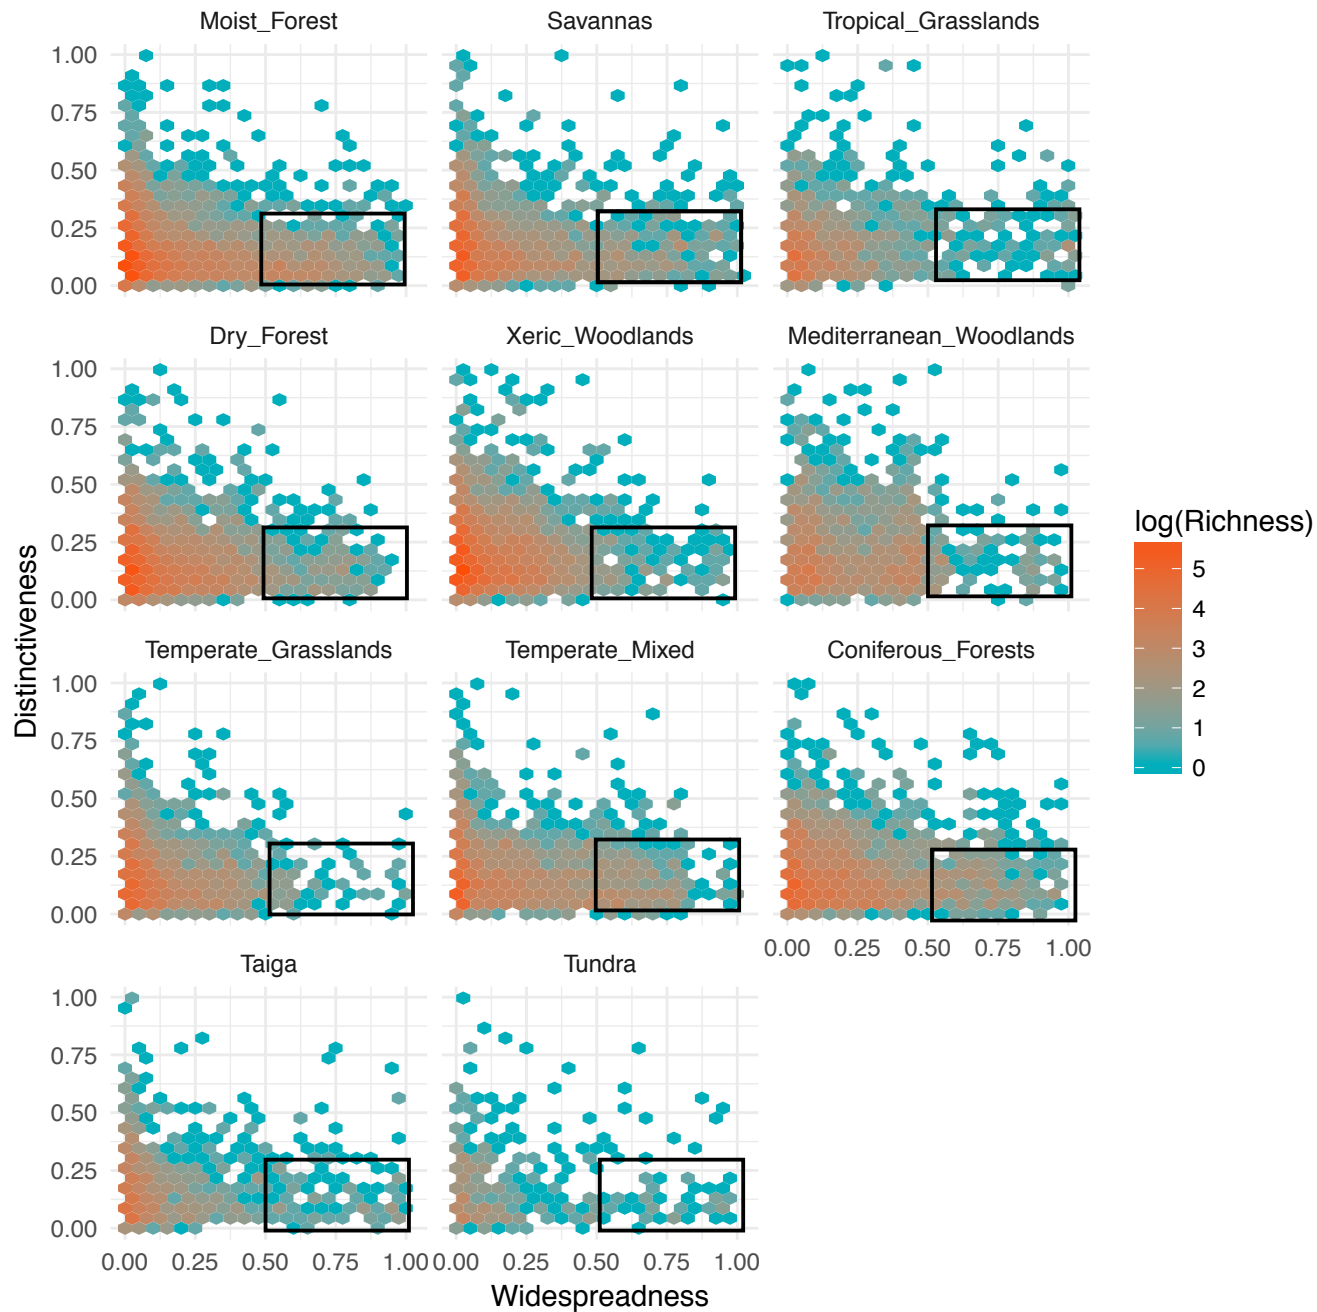 Moist_Forest
Savannas
Tropical_Grasslands
1.00
0.75
0.50
0.25
0.00
Dry_Forest
Xeric_Woodlands
Mediterranean_Woodlands
1.00
0.75
0.50
0.25
0.00
Temperate_Grasslands
Temperate_Mixed
Coniferous_Forests
1.00
0.75
0.50
0.25
0.00
0.00 0.25 0.50 0.75 1.00
Taiga
Tundra
1.00
0.75
0.50
0.25
0.00
0.00 0.25 0.50 0.75 1.00
0.00 0.25 0.50 0.75 1.00
Distinctiveness
Widespreadness
log(Richness)
5
4
3
2
1
0